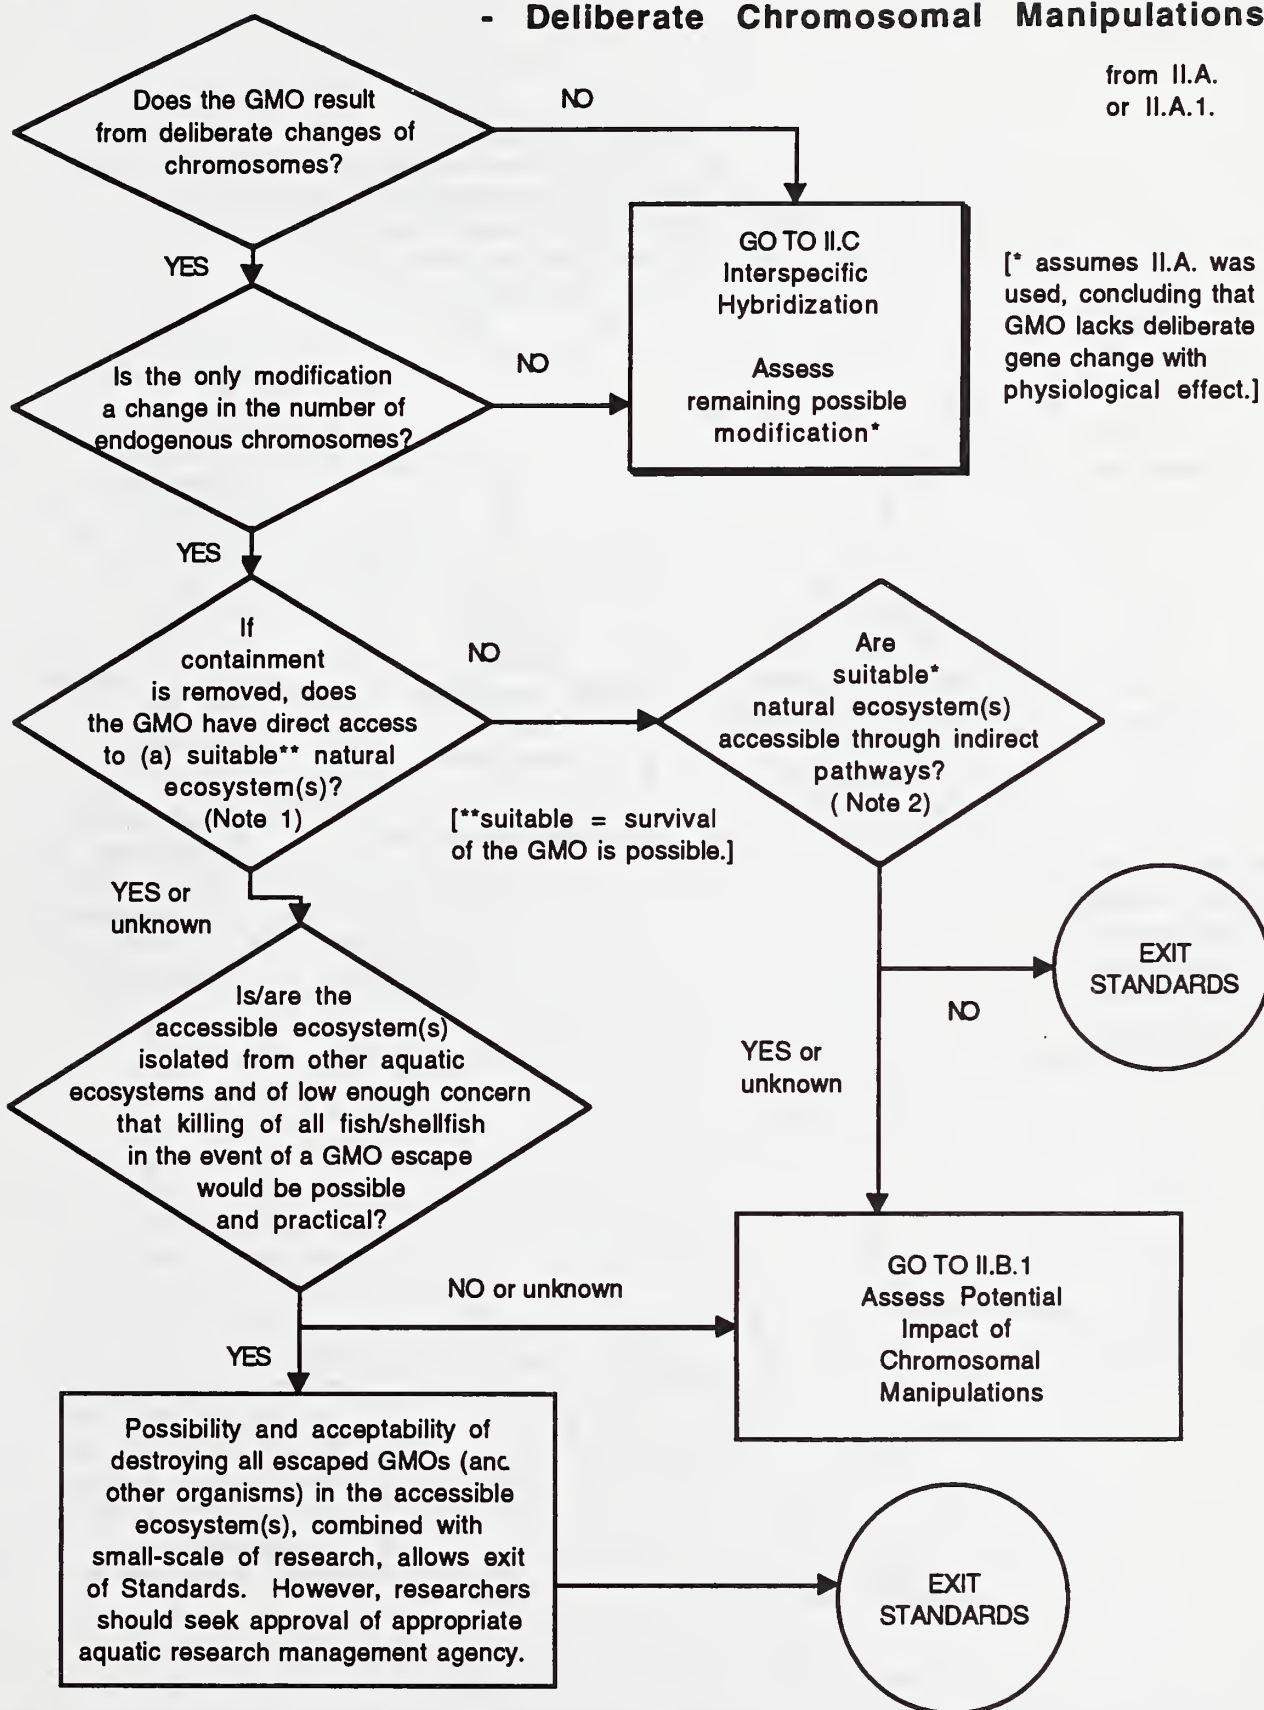 - Deliberate Chromosomal Manipulations
from II.A.
or II.A.1.
Does the GMO result
from deliberate changes of
chromosomes?
NO
YES
GO TO II.C
Interspecific
Hybridization
Assess
remaining possible
modification*
[* assumes II.A. was
used, concluding that
GMO lacks deliberate
gene change with
physiological effect.]
Is the only modification
a change in the number of
endogenous chromosomes?
NO
YES
If
containment
is removed, does
the GMO have direct access
to (a) suitable** natural
ecosystem(s)?
(Note 1)
NO
[**suitable = survival
of the GMO is possible.]
Are
suitable*
natural ecosystem(s)
accessible through indirect
pathways?
( Note 2)
YES or
unknown
EXIT
STANDARDS
NO
YES or
unknown
Is/are the
accessible ecosystem(s)
isolated from other aquatic
ecosystems and of low enough concern
that killing of all fish/shellfish
in the event of a GMO escape
would be possible
and practical?
NO or unknown
YES
GO TO II.B.1
Assess Potential
Impact of
Chromosomal
Manipulations
Possibility and acceptability of
destroying all escaped GMOs (anc
other organisms) in the accessible
ecosystem(s), combined with
small-scale of research, allows exit
of Standards. However, researchers
should seek approval of appropriate
aquatic research management agency.
EXIT
STANDARDS